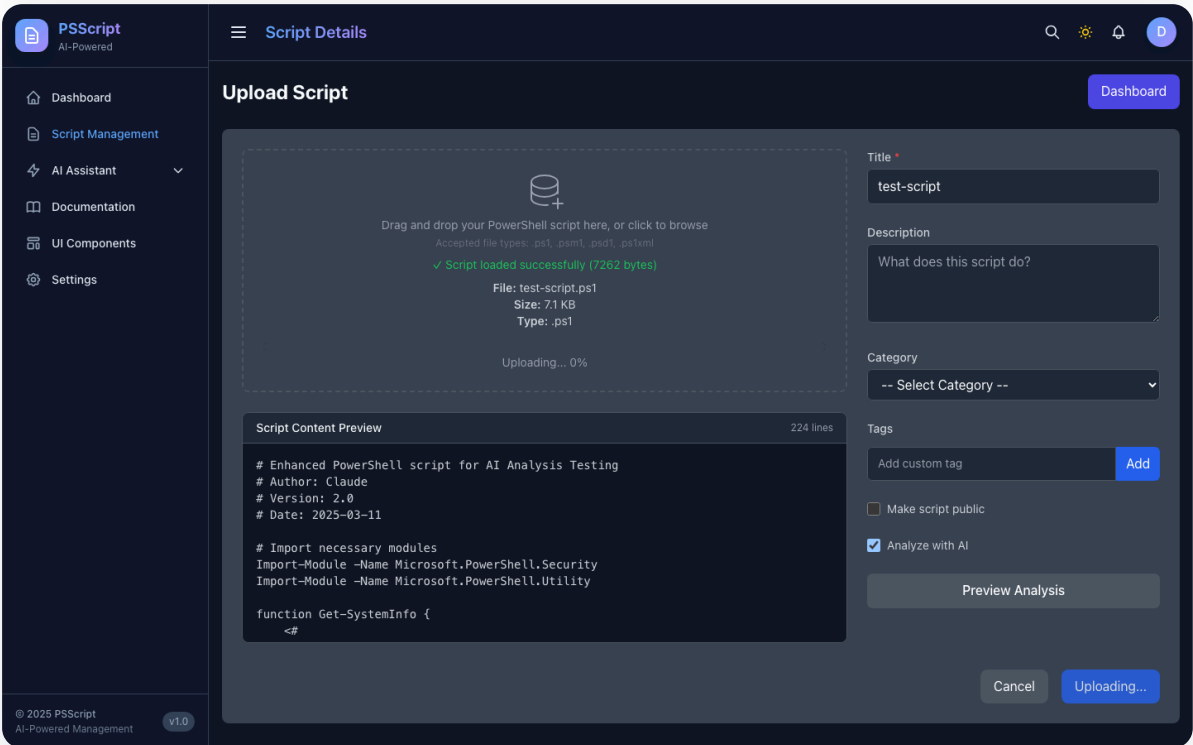 PSScript
AI-Powered
Script Details
D
Dashboard
Script Management
AI Assistant
Documentation
UI Components
Settings
© 2025 PSScript
AI-Powered Management
v1.0
Upload Script
Dashboard
Drag and drop your PowerShell script here, or click to browse
Accepted file types: .ps1, .psm1, .psd1, .ps1xml
✓ Script loaded successfully (7262 bytes)
File: test-script.ps1
Size: 7.1 KB
Type: .ps1
Uploading... 0%
Script Content Preview
224 lines
# Enhanced PowerShell script for AI Analysis Testing
# Author: Claude
# Version: 2.0
# Date: 2025-03-11
# Import necessary modules
Import-Module -Name Microsoft.PowerShell.Security
Import-Module -Name Microsoft.PowerShell.Utility
function Get-SystemInfo {
<#
Title *
test-script
Description
What does this script do?
Category
-- Select Category --
Tags
Add custom tag
Add
Make script public
Analyze with AI
Preview Analysis
Cancel
Uploading...